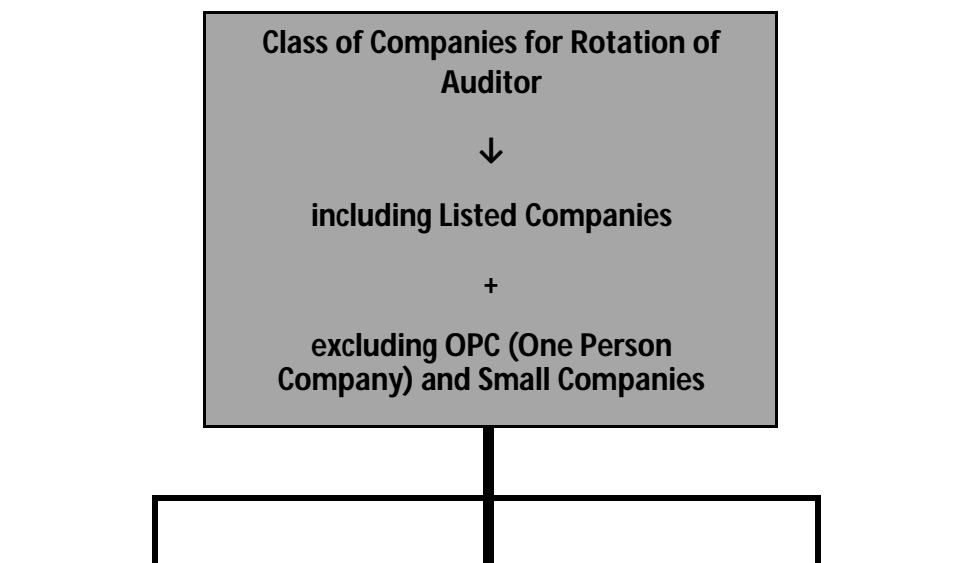 Class of Companies for Rotation of
Auditor
↓
including Listed Companies
+
excluding OPC (One Person
Company) and Small Companies